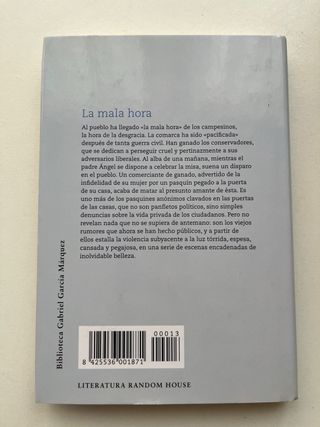 La mala hora
Al pueblo ha llegado «la mala hora» de los campesinos,
la hora de la desgracia. La comarca ha sido «pacificada»
después de tanta guerra civil. Han ganado los conservadores,
que se dedican a perseguir cruel y pertinazmente a sus
adversarios liberales. Al alba de una mañana, mientras el
padre Ángel se dispone a celebrar la misa, suena un disparo
en el pueblo. Un comerciante de ganado, advertido de la
infidelidad de su mujer por un pasquín pegado a la puerta
de su casa, acaba de matar al presunto amante de ésta. Es
uno más de los pasquines anónimos clavados en las puertas
de las casas, que no son panfletos políticos, sino simples
denuncias sobre la vida privada de los ciudadanos. Pero no
revelan nada que no se supiera de antemano: son los viejos
rumores que ahora se han hecho públicos, y a partir de
ellos estalla la violencia subyacente a la luz tórrida, espesa,
cansada y pegajosa, en una serie de escenas encadenadas de
inolvidable belleza.
Biblioteca Gabriel García Márquez
00013
8 425536 001871
LITERATURA RANDOM HOUSE